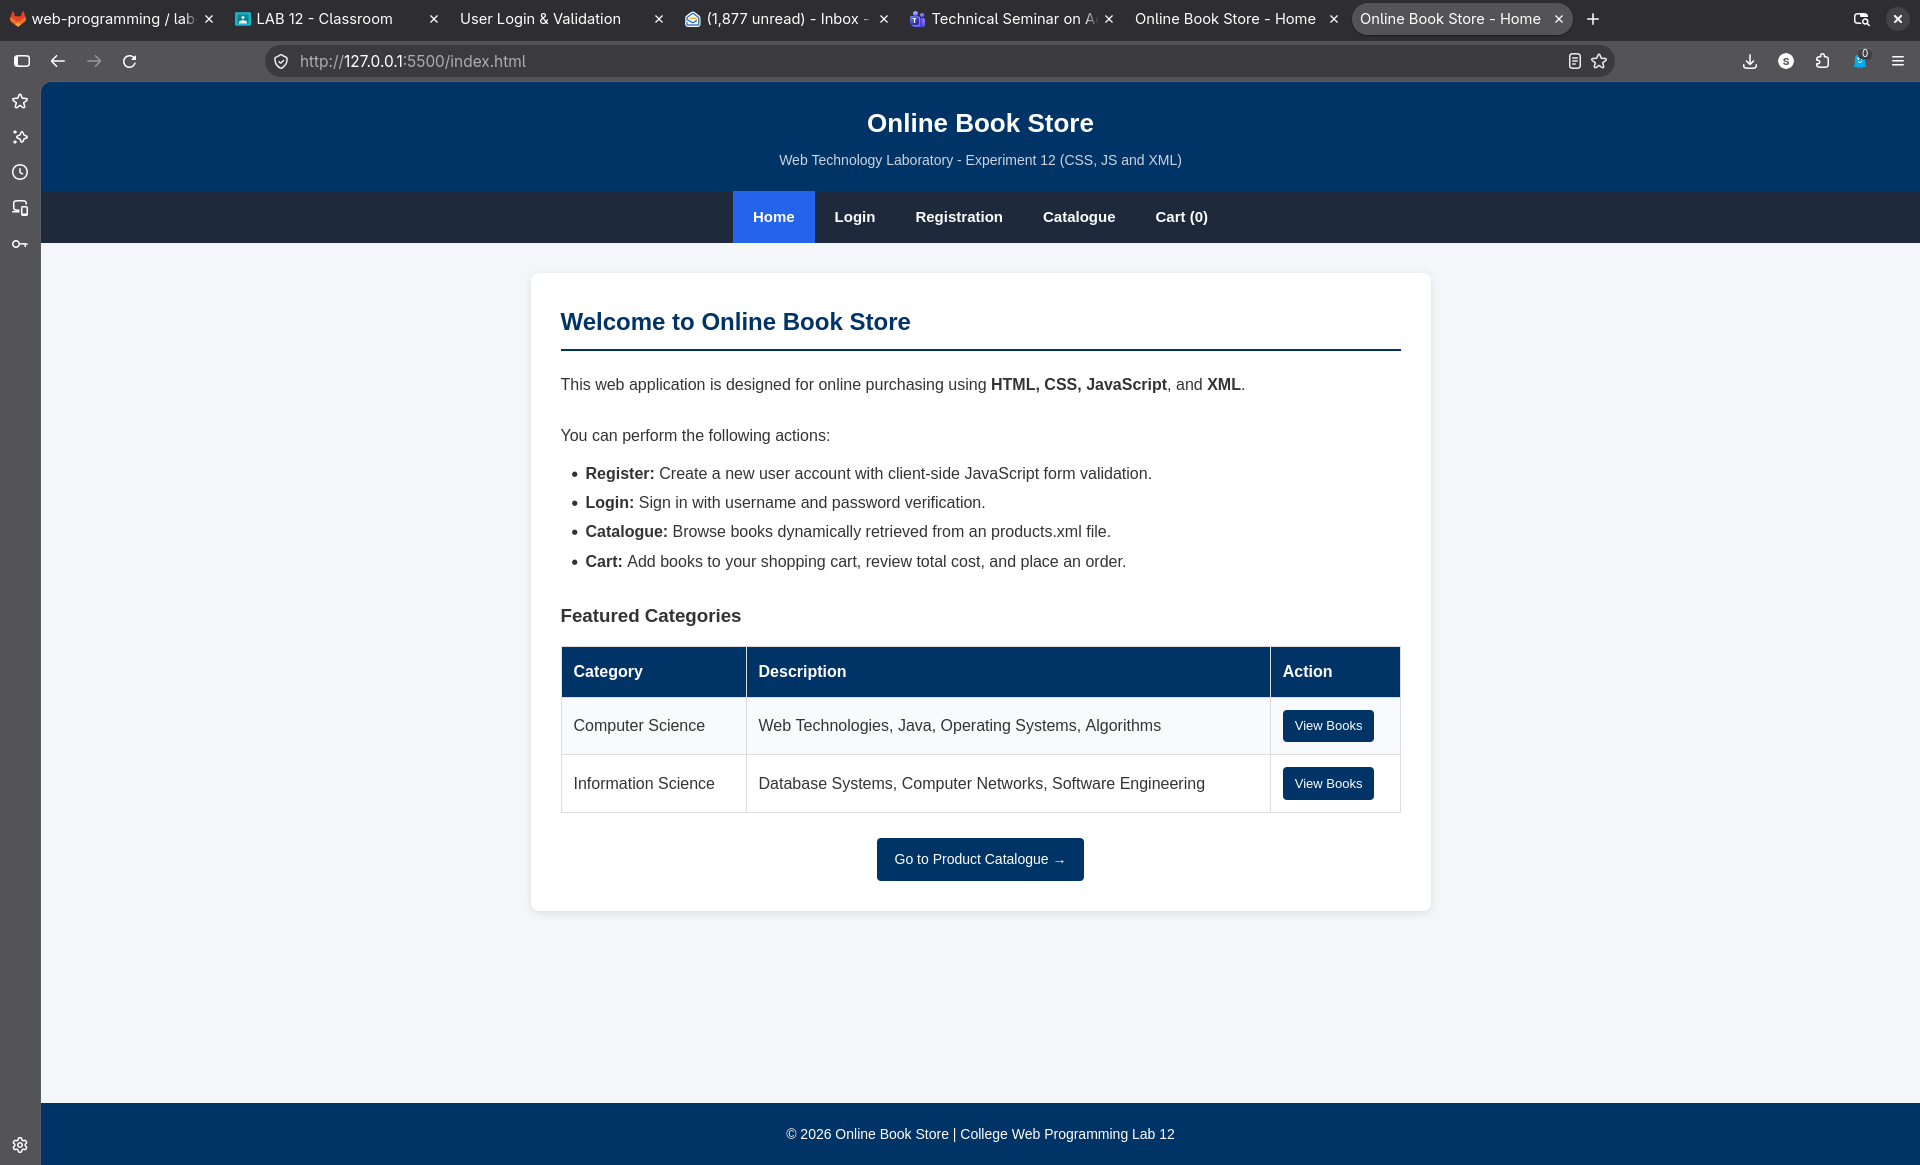 web-programming / lab
LAB 12 - Classroom
User Login & Validation
(1,877 unread) - Inbox -
Technical Seminar on A
Online Book Store - Home
Online Book Store - Home
http://127.0.0.1:5500/index.html
S
0
Online Book Store
Web Technology Laboratory - Experiment 12 (CSS, JS and XML)
Home
Login
Registration
Catalogue
Cart (0)
Welcome to Online Book Store
This web application is designed for online purchasing using HTML, CSS, JavaScript, and XML.
You can perform the following actions:
• Register: Create a new user account with client-side JavaScript form validation.
• Login: Sign in with username and password verification.
• Catalogue: Browse books dynamically retrieved from an products.xml file.
• Cart: Add books to your shopping cart, review total cost, and place an order.
Featured Categories
Category Description Action
Computer Science Web Technologies, Java, Operating Systems, Algorithms View Books
Information Science Database Systems, Computer Networks, Software Engineering View Books
Go to Product Catalogue →
© 2026 Online Book Store | College Web Programming Lab 12